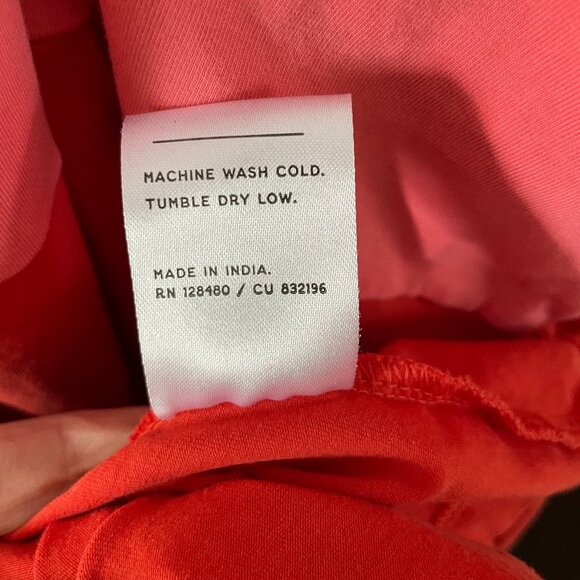 MACHINE WASH COLD.
TUMBLE DRY LOW.
MADE IN INDIA.
RN 128480 / CU 832196